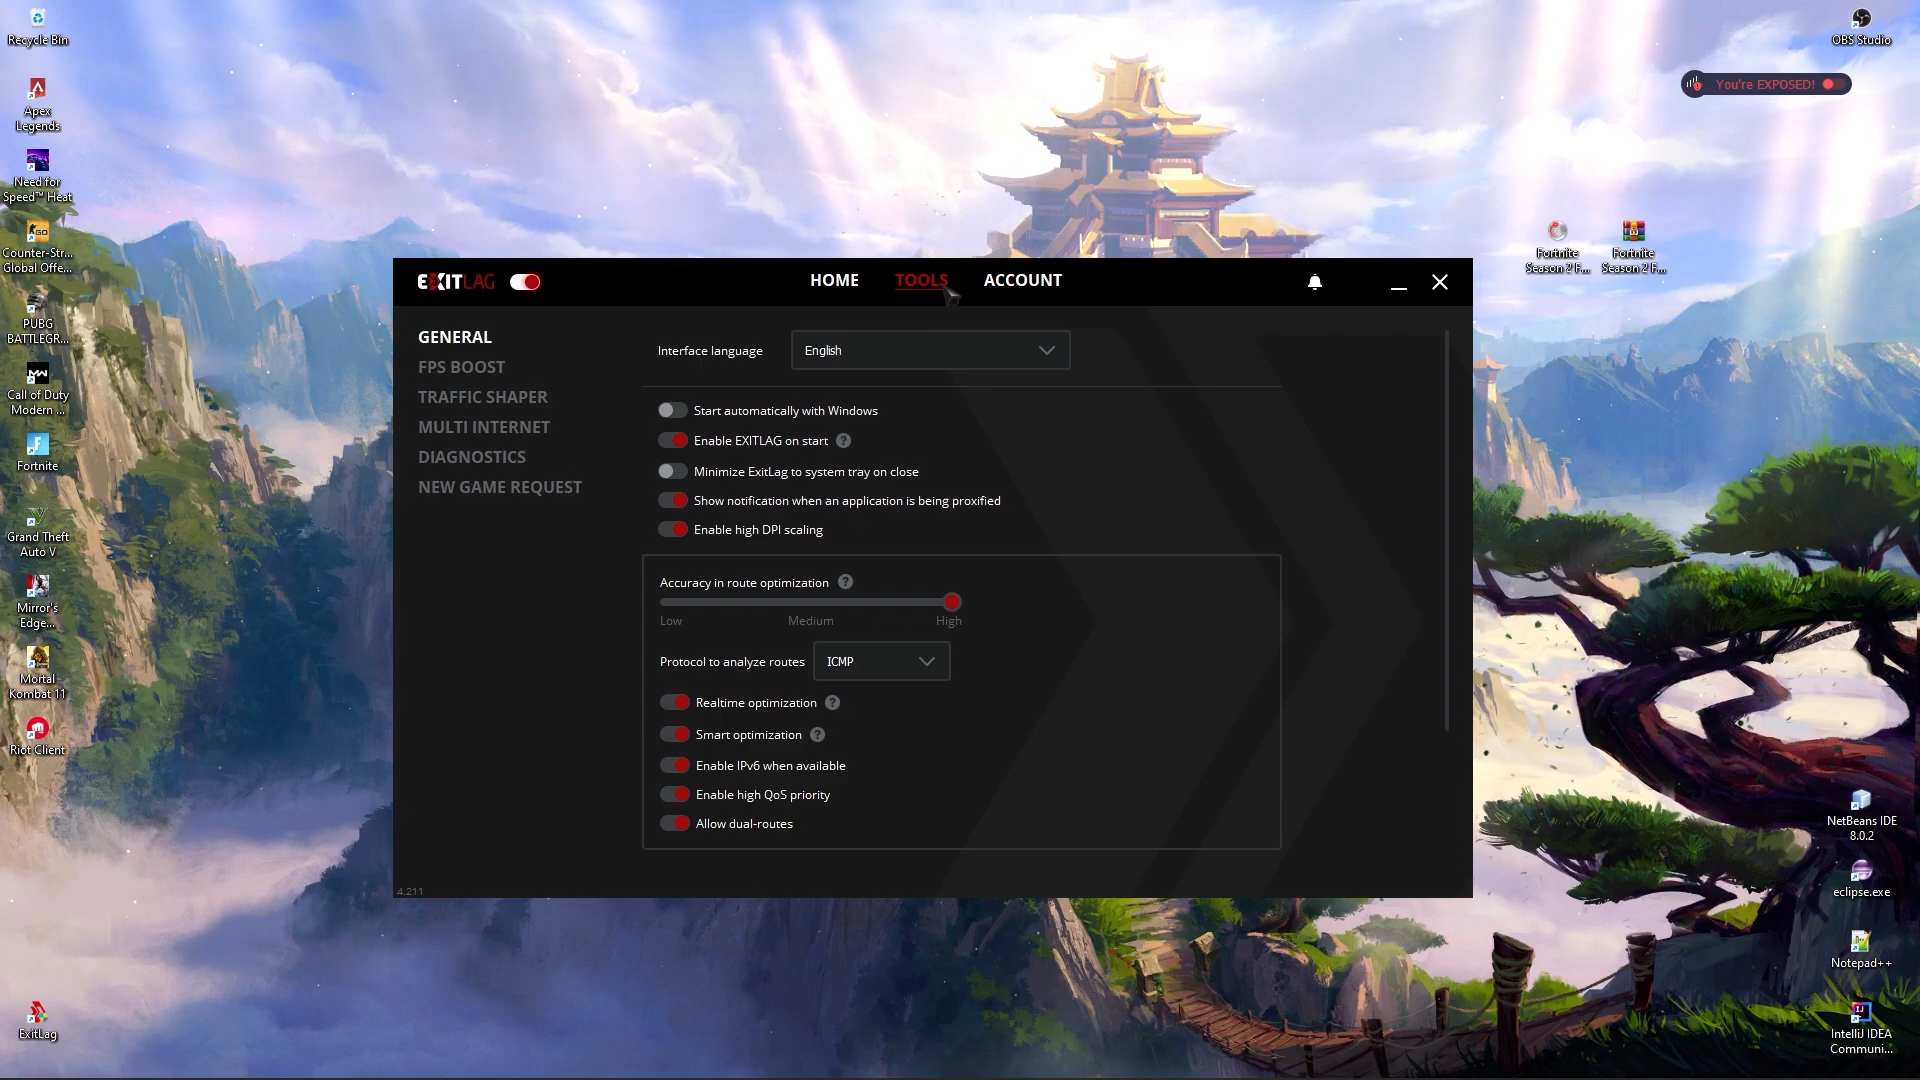 Recycle Bin
Apex
Legends
Need for
Speed™ Heat
Counter-Str...
Global Offe...
PUBG
BATTLEGR...
Call of Duty
Modern ...
Fortnite
Grand Theft
Auto V
Mirror's
Edge...
Mortal
Kombat 11
Riot Client
ExitLag
EXITLAG
HOME
TOOLS
ACCOUNT
GENERAL
FPS BOOST
TRAFFIC SHAPER
MULTI INTERNET
DIAGNOSTICS
NEW GAME REQUEST
Interface language
English
Start automatically with Windows
Enable EXITLAG on start ?
Minimize ExitLag to system tray on close
Show notification when an application is being proxified
Enable high DPI scaling
Accuracy in route optimization ?
Low
Medium
High
Protocol to analyze routes
ICMP
Realtime optimization ?
Smart optimization ?
Enable IPv6 when available
Enable high QoS priority
Allow dual-routes
4.211
OBS Studio
You're EXPOSED!
Fortnite
Season 2 F...
Fortnite
Season 2 F...
NetBeans IDE
8.0.2
eclipse.exe
Notepad++
IntelliJ IDEA
Communi...